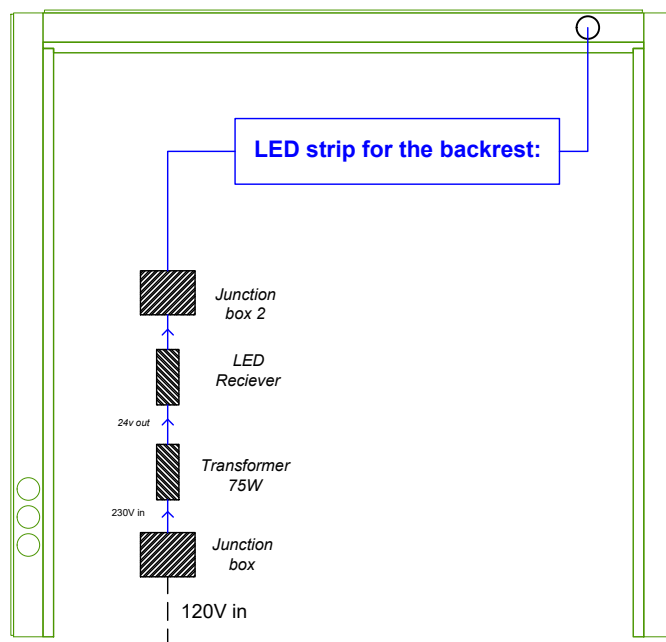 LED strip for the backrest:
Junction
box 2
LED
Reciever
24v out
Transformer
75W
230V in
Junction
box
120V in